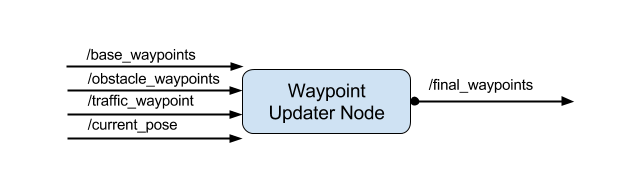 /base_waypoints
/obstacle_waypoints
/traffic_waypoint
/current_pose
Waypoint
Updater Node
/final_waypoints